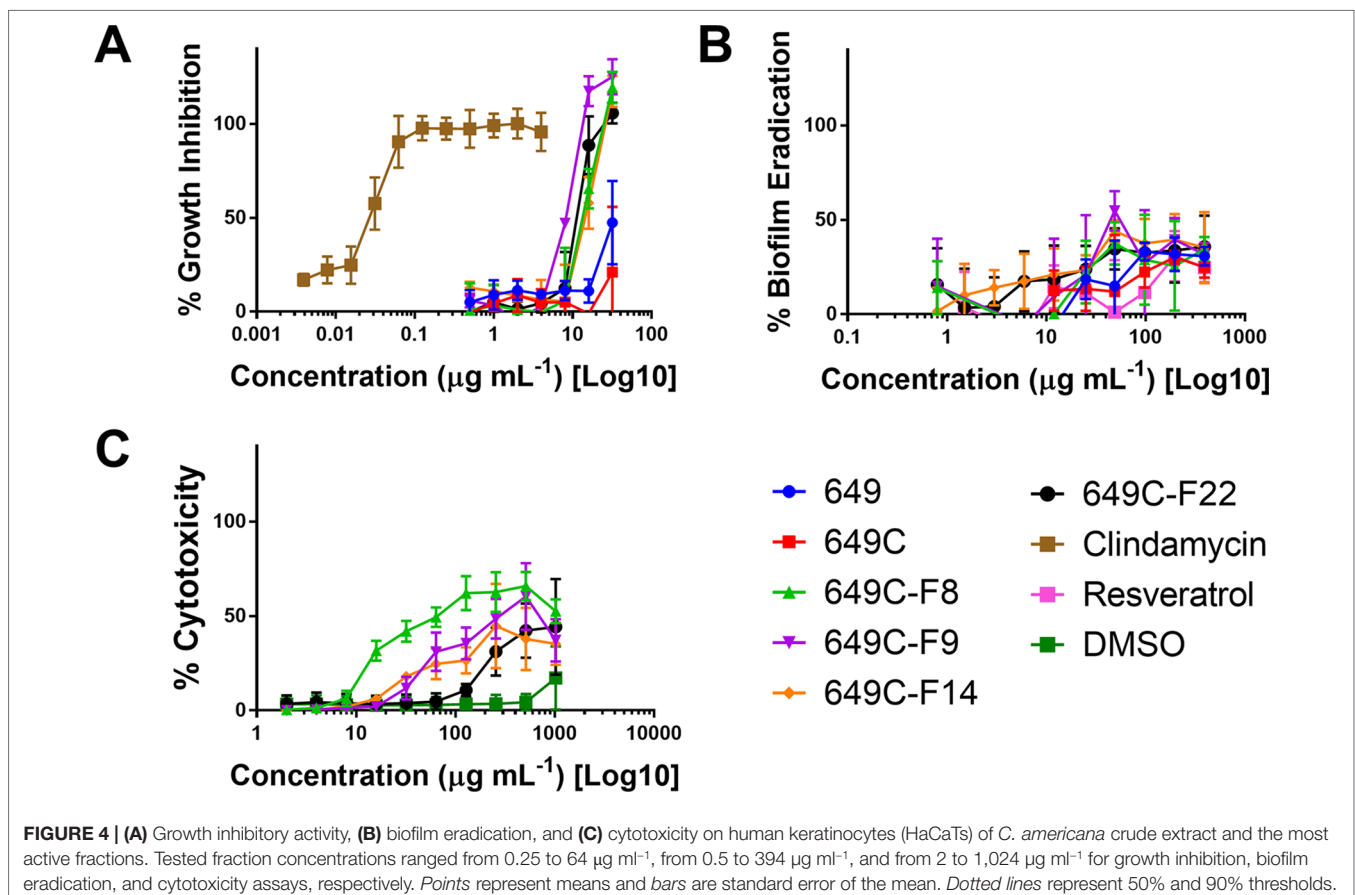 A
% Growth Inhibition
100
50
0
0.001
0.01
0.1
1
10
100
Concentration (μg mL⁻¹) [Log10]
B
% Biofilm Eradication
100
50
0
0.1
1
10
100
1000
Concentration (μg mL⁻¹) [Log10]
C
% Cytotoxicity
100
50
0
1
10
100
1000
10000
Concentration (μg mL⁻¹) [Log10]
649
649C
649C-F8
649C-F9
649C-F14
649C-F22
Clindamycin
Resveratrol
DMSO
FIGURE 4 | (A) Growth inhibitory activity, (B) biofilm eradication, and (C) cytotoxicity on human keratinocytes (HaCaTs) of C. americana crude extract and the most
active fractions. Tested fraction concentrations ranged from 0.25 to 64 μg ml⁻¹, from 0.5 to 394 μg ml⁻¹, and from 2 to 1,024 μg ml⁻¹ for growth inhibition, biofilm
eradication, and cytotoxicity assays, respectively. Points represent means and bars are standard error of the mean. Dotted lines represent 50% and 90% thresholds.